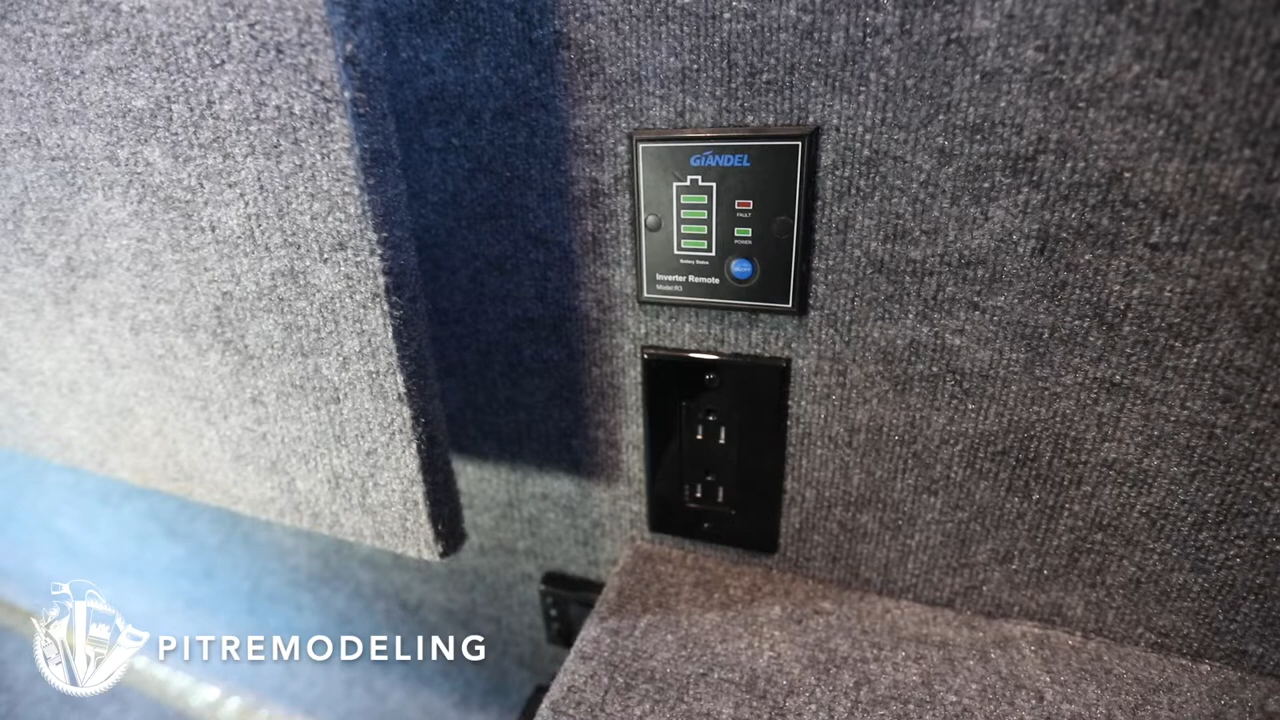 GIANDEL
FAULT
POWER
Battery Status
ON/OFF
Inverter Remote
Model:R3
PITREMODELING